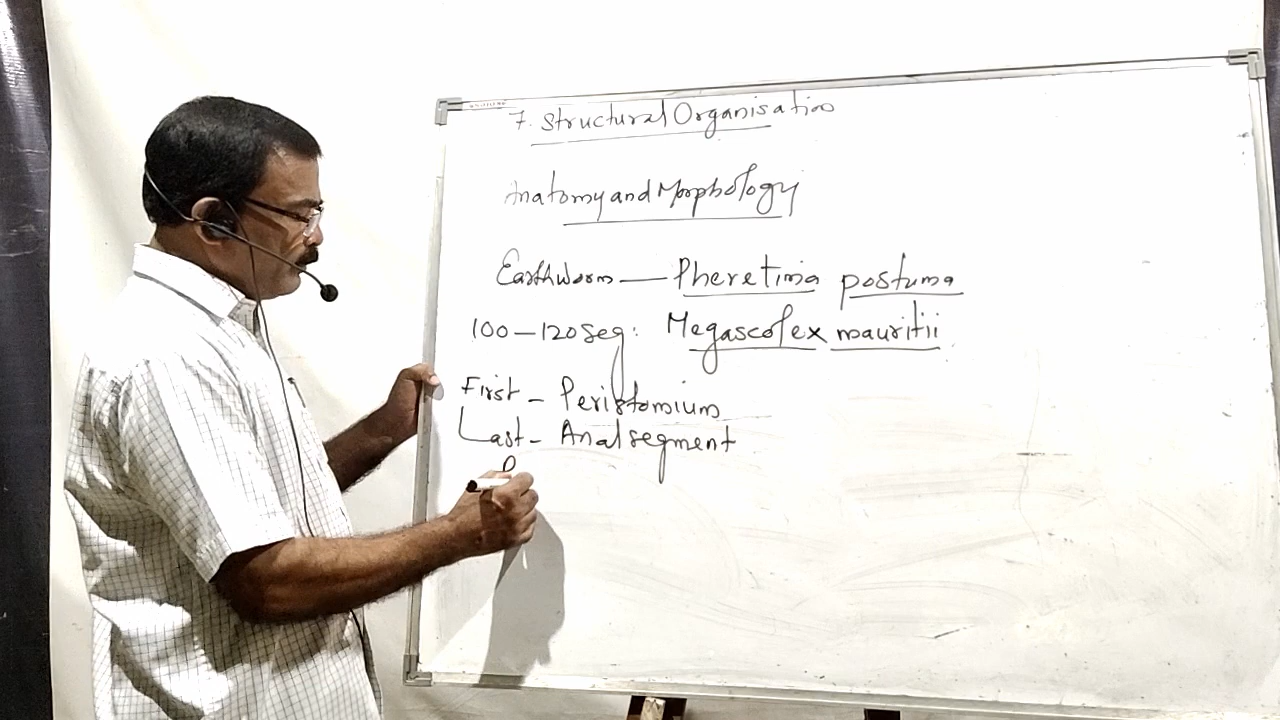 7. Structural Organisation
Anatomy and Morphology
Earthworm — Pheretima postuma
100-120 seg: Megascolex mauritii
First - Peristomium
Last - Anal segment